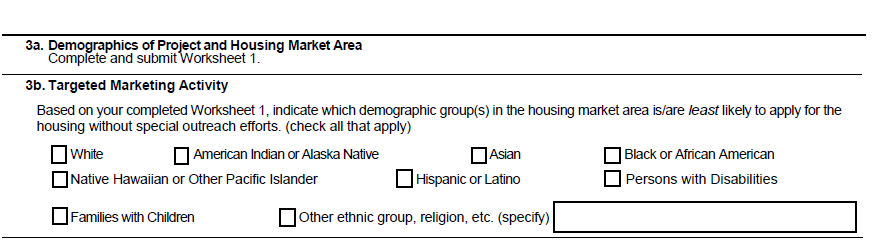 3a. Demographics of Project and Housing Market Area
Complete and submit Worksheet 1.
3b. Targeted Marketing Activity
Based on your completed Worksheet 1, indicate which demographic group(s) in the housing market area is/are least likely to apply for the
housing without special outreach efforts. (check all that apply)
White American Indian or Alaska Native Asian Black or African American
Native Hawaiian or Other Pacific Islander Hispanic or Latino Persons with Disabilities
Families with Children Other ethnic group, religion, etc. (specify)